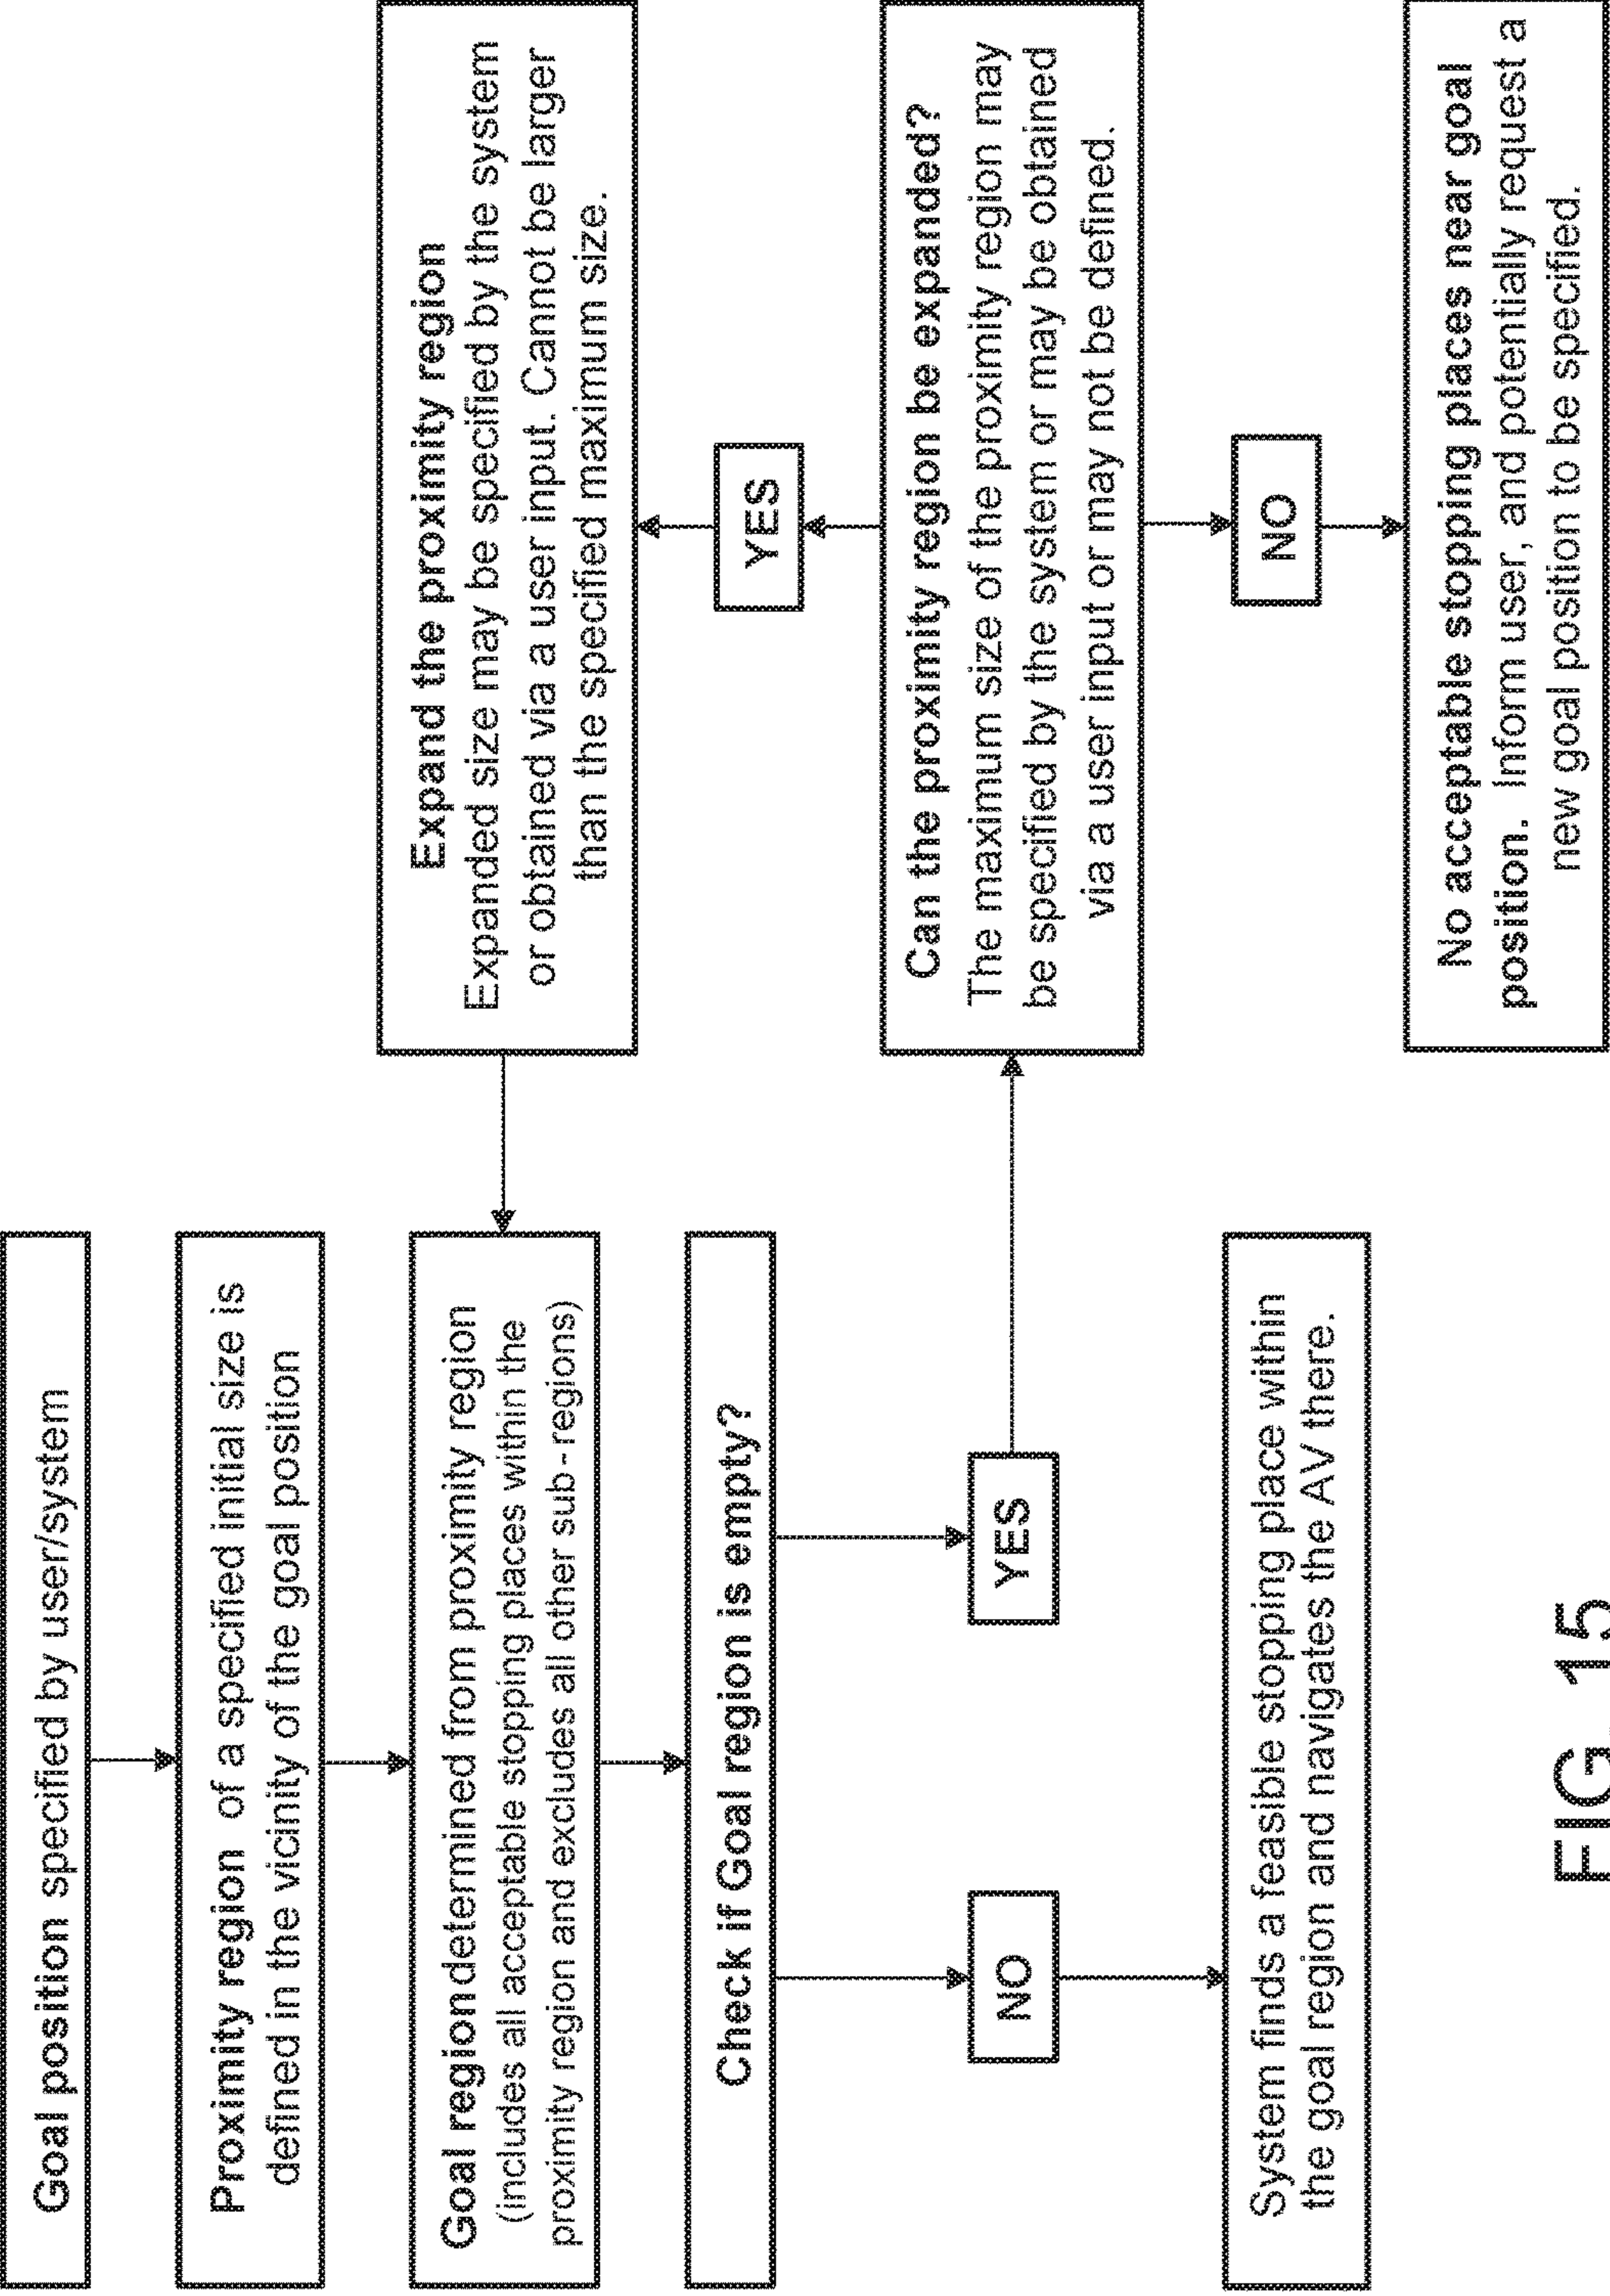 Goal position specified by user/system
Proximity region of a specified initial size is
defined in the vicinity of the goal position
Goal region determined from proximity region
(includes all acceptable stopping places within the
proximity region and excludes all other sub-regions)
Check if Goal region is empty?
NO
YES
System finds a feasible stopping place within
the goal region and navigates the AV there.
Expand the proximity region
Expanded size may be specified by the system
or obtained via a user input. Cannot be larger
than the specified maximum size.
YES
Can the proximity region be expanded?
The maximum size of the proximity region may
be specified by the system or may be obtained
via a user input or may not be defined.
NO
No acceptable stopping places near goal
position. Inform user, and potentially request a
new goal position to be specified.
FIG. 15